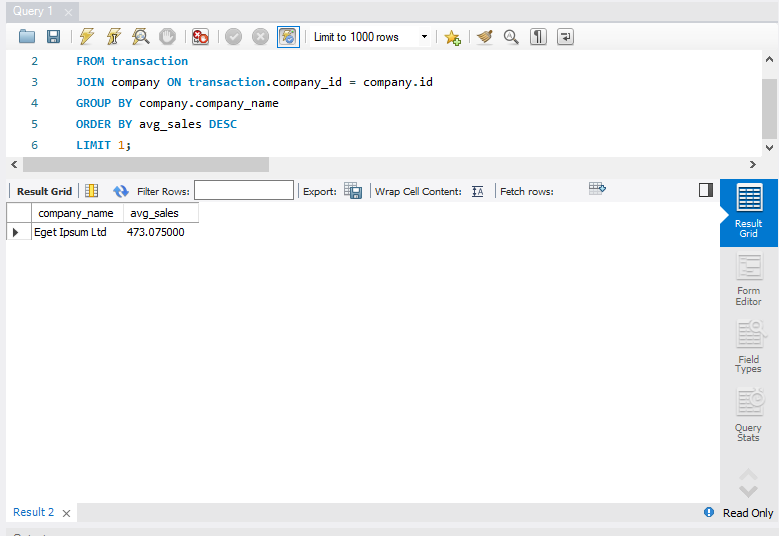 Query 1
Limit to 1000 rows
2 FROM transaction
3 JOIN company ON transaction.company_id = company.id
4 GROUP BY company.company_name
5 ORDER BY avg_sales DESC
6 LIMIT 1;
Result Grid Filter Rows: Export: Wrap Cell Content: Fetch rows:
company_name avg_sales
Eget Ipsum Ltd 473.075000
Result
Grid
Form
Editor
Field
Types
Query
Stats
Result 2 Read Only